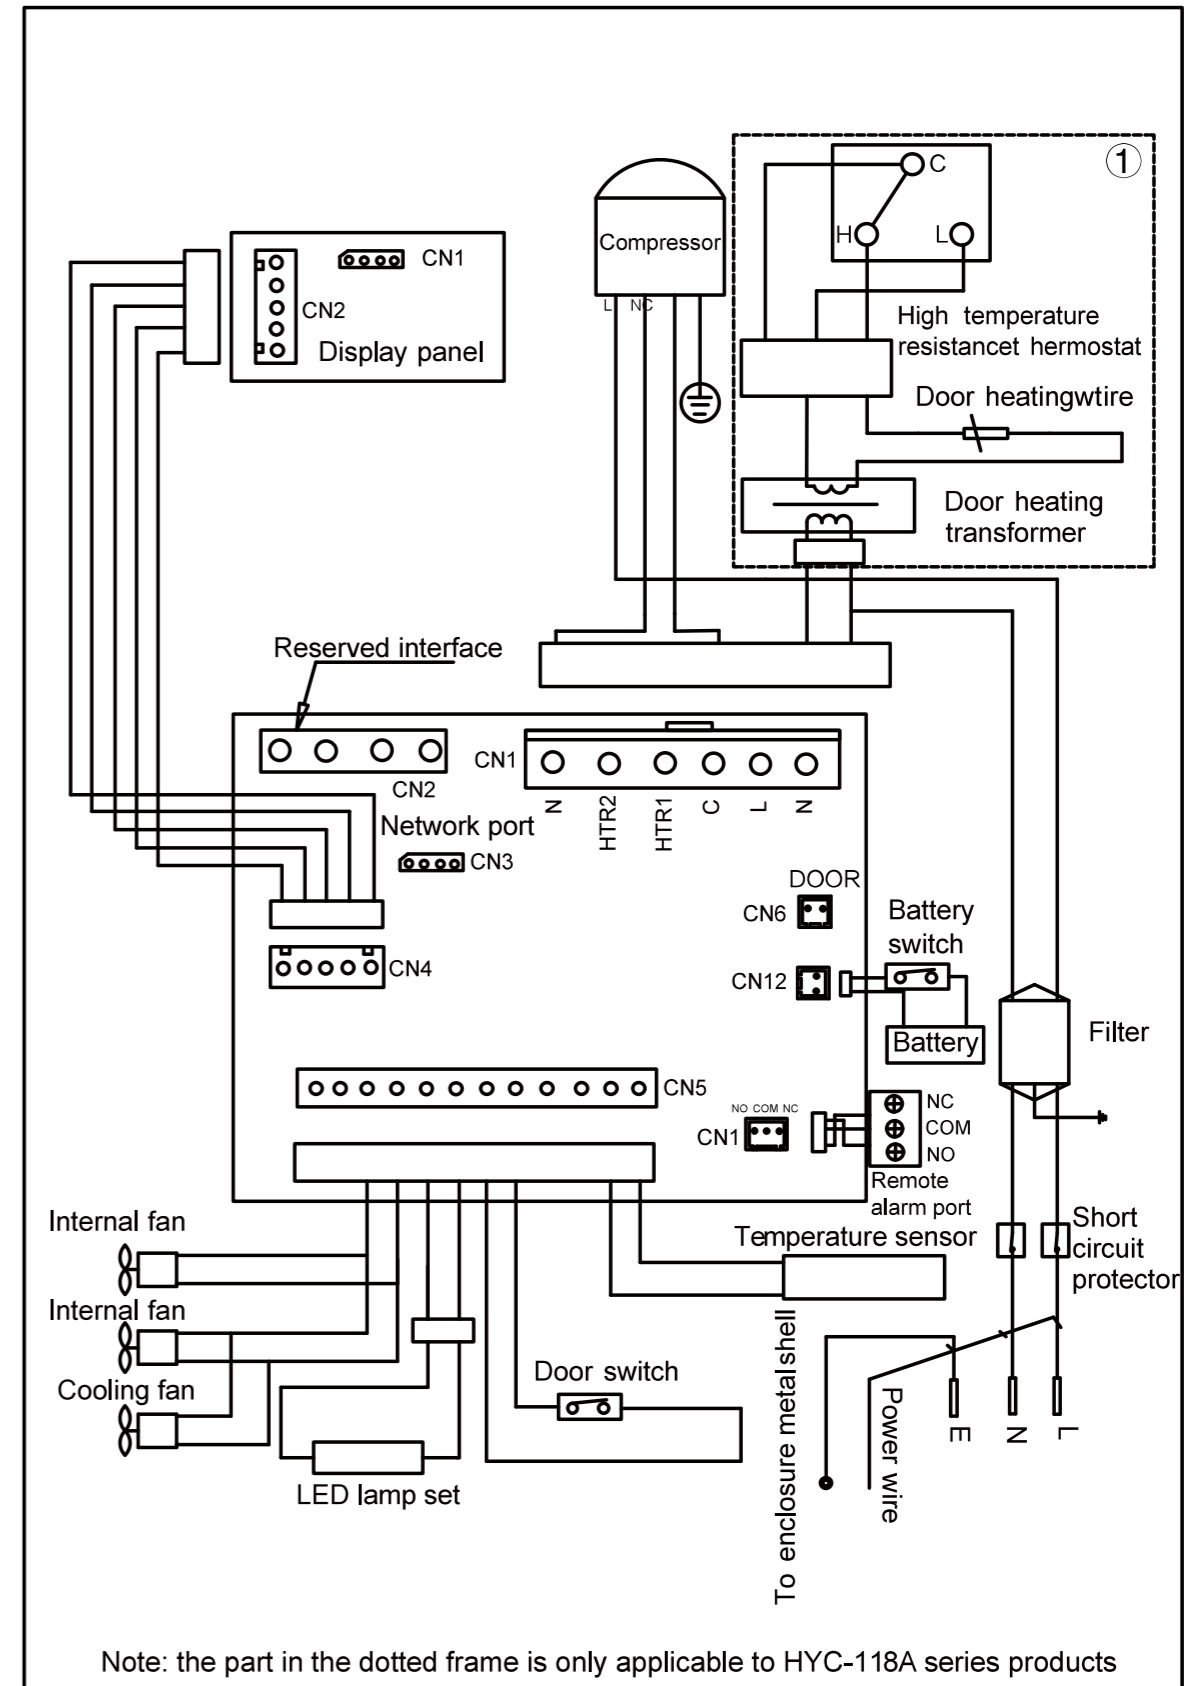 ①
C
H
L
High temperature
resistancet hermostat
Door heatingwtire
Door heating
transformer
Compressor
L NC
CN1
CN2
Display panel
Reserved interface
CN2
CN1
N
HTR2
HTR1
C
L
N
Network port
CN3
CN4
DOOR
CN6
CN12
Battery
switch
Battery
Filter
CN5
NO COM NC
CN1
NC
COM
NO
Remote
alarm port
Short
circuit
protector
Internal fan
Internal fan
Cooling fan
Temperature sensor
Door switch
LED lamp set
To enclosure metalshell
Power wire
E
N
L
Note: the part in the dotted frame is only applicable to HYC-118A series products